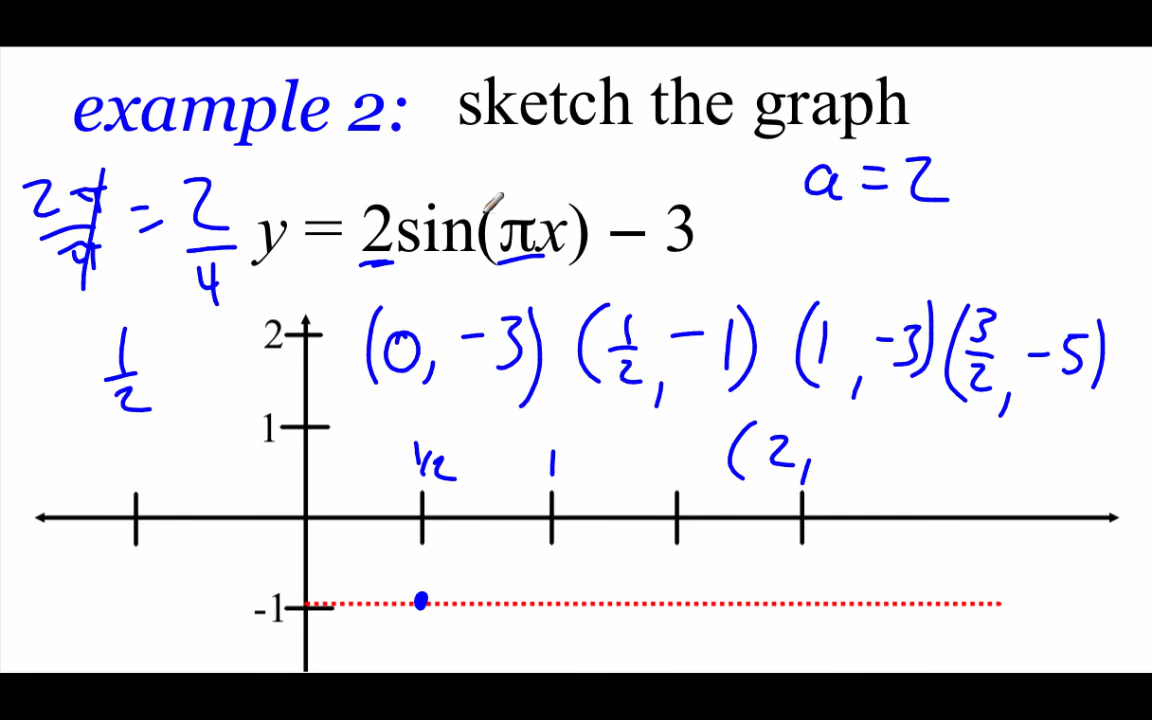 example 2: sketch the graph
2π/π = 2/4
a = 2
y = 2sin(πx) – 3
1/2
(0, -3) (1/2, -1) (1, -3) (3/2, -5)
(2,
2
1
1/2 1
-1